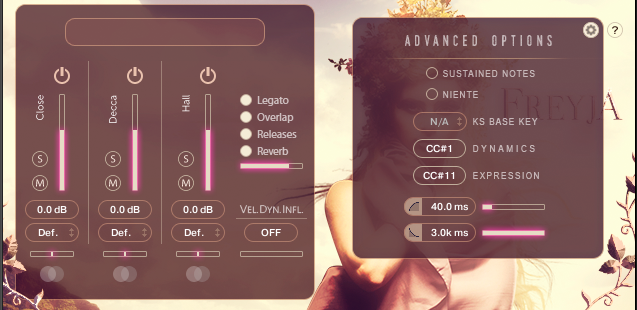 ADVANCED OPTIONS
?
SUSTAINED NOTES
NIENTE
FREYJA
N/A KS BASE KEY
CC#1 DYNAMICS
CC#11 EXPRESSION
40.0 ms
3.0k ms
Close
Decca
Hall
Legato
Overlap
Releases
Reverb
S S S
M M M
0.0 dB 0.0 dB 0.0 dB VEL.DYN.INFL.
Def. Def. Def. OFF